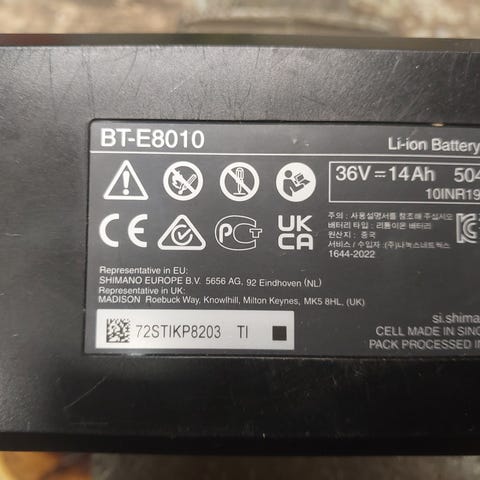 BT-E8010
Li-ion Battery
36V⎓14Ah 504
10INR19
CE
PCT
UK
CA
주의 : 사용설명서를 참조해 주십시오
배터리 타입 : 리튬이온 배터리
원산지 : 중국
서비스 / 수입자 : (주)나눅스네트웍스
1644-2022
Representative in EU:
SHIMANO EUROPE B.V. 5656 AG, 92 Eindhoven (NL)
Representative in UK:
MADISON Roebuck Way, Knowlhill, Milton Keynes, MK5 8HL, (UK)
72STIKP8203 TI
si.shima
CELL MADE IN SING
PACK PROCESSED IN